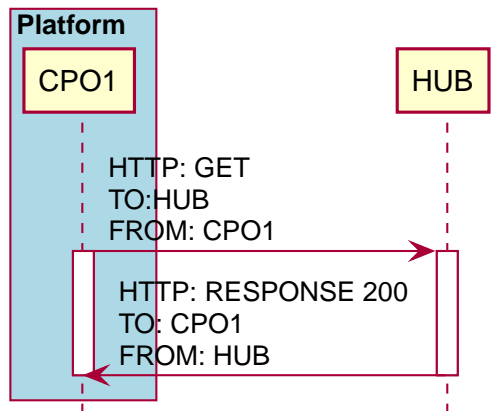 Platform
CPO1
HUB
HTTP: GET
TO:HUB
FROM: CPO1
HTTP: RESPONSE 200
TO: CPO1
FROM: HUB